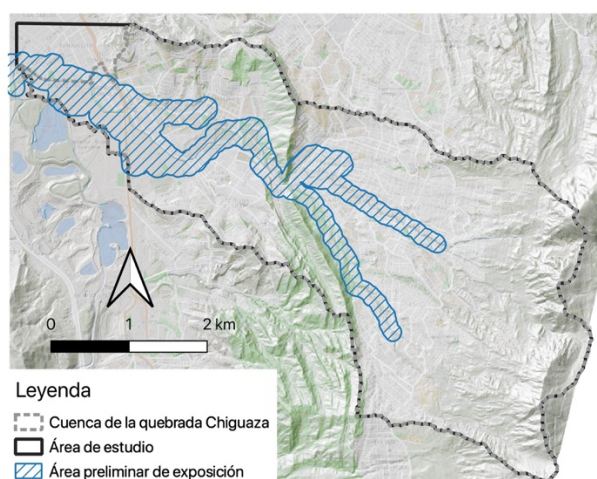 0 1 2 km
Leyenda
Cuenca de la quebrada Chiguaza
Área de estudio
Área preliminar de exposición